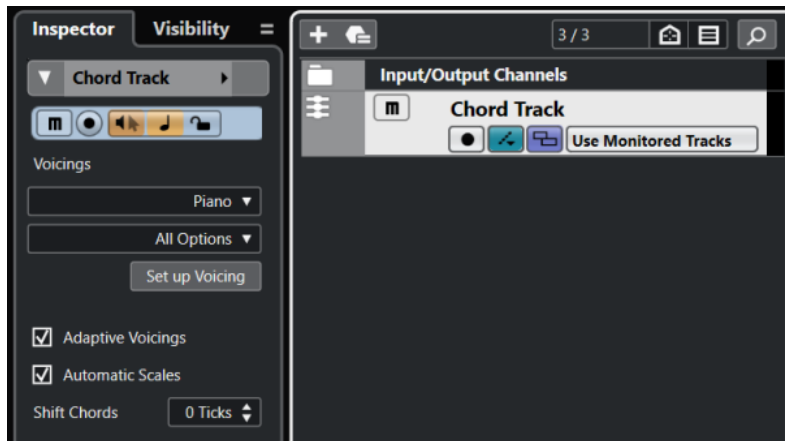 Inspector Visibility
Chord Track
m
Voicings
Piano
All Options
Set up Voicing
Adaptive Voicings
Automatic Scales
Shift Chords 0 Ticks
3/3
Input/Output Channels
m Chord Track
Use Monitored Tracks